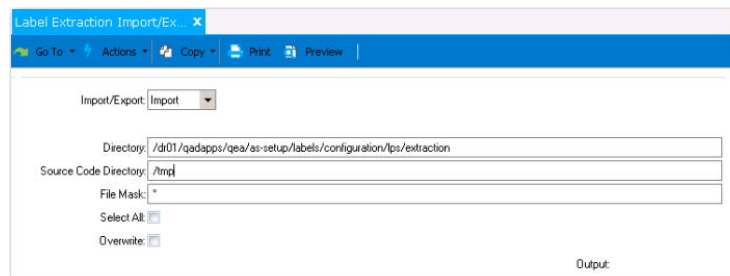 Label Extraction Import/Ex... X
Go To Actions Copy Print Preview
Import/Export: Import
Directory: /dr01/qadapps/qea/as-setup/labels/configuration/lps/extraction
Source Code Directory: /tmp
File Mask: *
Select All:
Overwrite:
Output: